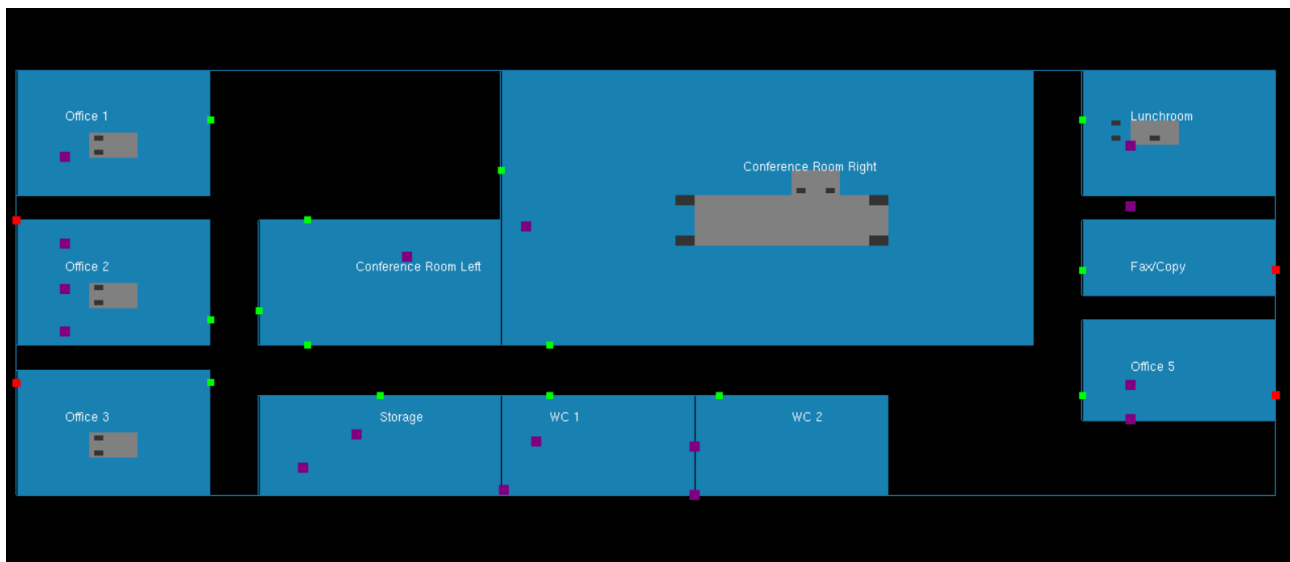 Office 1
Lunchroom
Conference Room Right
Office 2
Conference Room Left
Fax/Copy
Office 5
Office 3
Storage
WC 1
WC 2